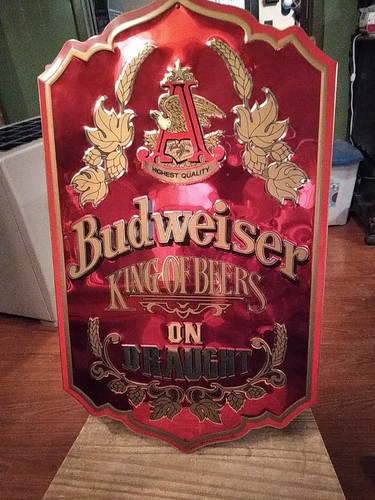 A
HIGHEST QUALITY
Budweiser
KING OF BEERS
ON
DRAUGHT